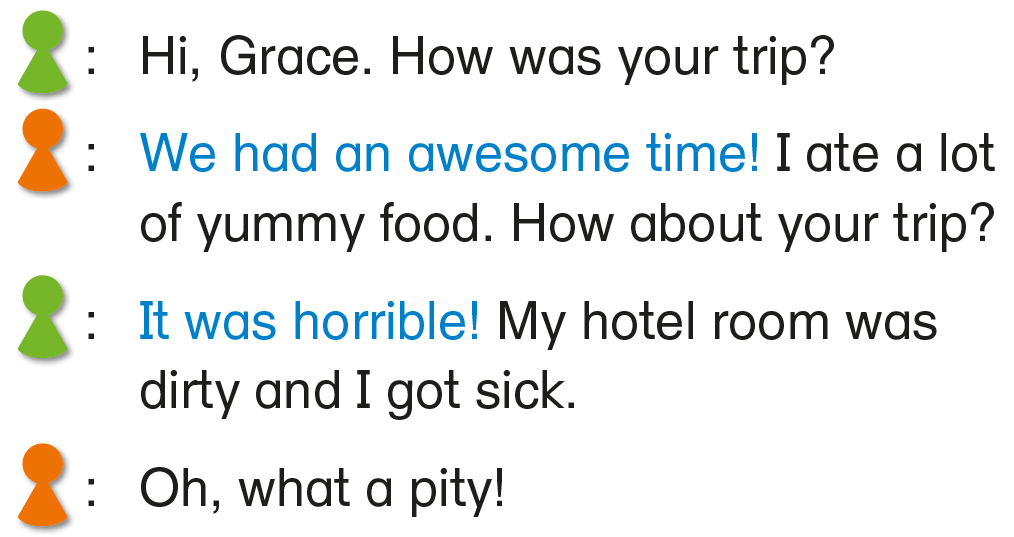 : Hi, Grace. How was your trip?
: We had an awesome time! I ate a lot
of yummy food. How about your trip?
: It was horrible! My hotel room was
dirty and I got sick.
: Oh, what a pity!